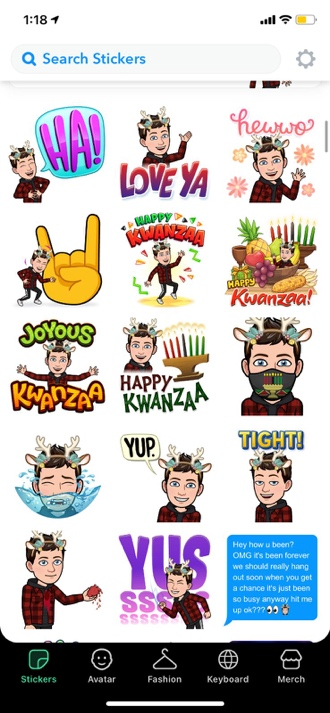 1:18
Search Stickers
HA!
LOVE YA
hewwo
HAPPY
KWANZAA
HAPPY
Kwanzaa!
JOYOUS
KWANZAA
HAPPY
KWANZAA
YUP.
TIGHT!
YUS
SSSSS
Hey how u been?
OMG it's been forever
we should really hang
out soon when you get
a chance it's just been
so busy anyway hit me
up ok???👀
Stickers
Avatar
Fashion
Keyboard
Merch